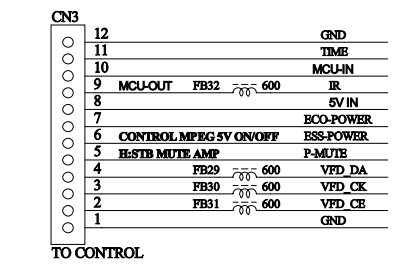 CN3
12 GND
11 TIME
10 MCU-IN
9 MCU-OUT FB32 600 IR
8 5V IN
7 ECO-POWER
6 CONTROL MPEG 5V ON/OFF ESS-POWER
5 H:STB MUTE AMP P-MUTE
4 FB29 600 VFD_DA
3 FB30 600 VFD_CK
2 FB31 600 VFD_CE
1 GND
TO CONTROL